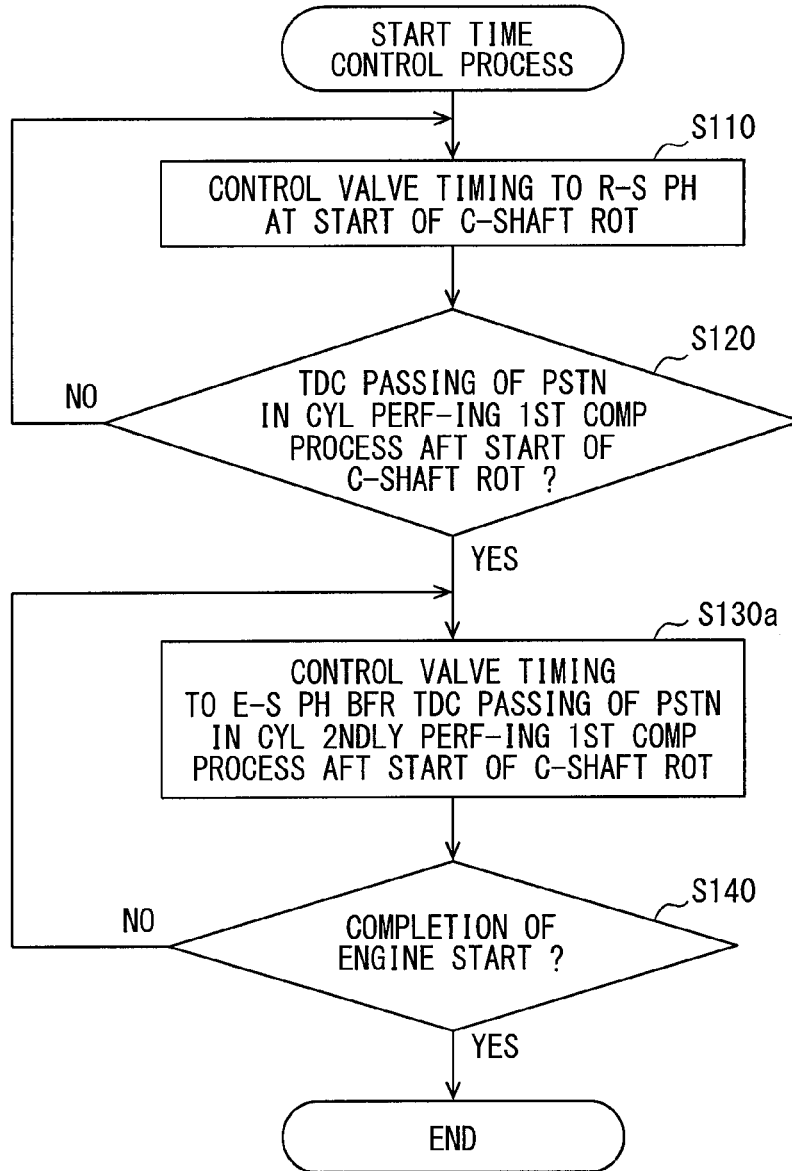 START TIME
CONTROL PROCESS
S110
CONTROL VALVE TIMING TO R-S PH
AT START OF C-SHAFT ROT
S120
TDC PASSING OF PSTN
IN CYL PERF-ING 1ST COMP
PROCESS AFT START OF
C-SHAFT ROT ?
NO
YES
S130a
CONTROL VALVE TIMING
TO E-S PH BFR TDC PASSING OF PSTN
IN CYL 2NDLY PERF-ING 1ST COMP
PROCESS AFT START OF C-SHAFT ROT
S140
COMPLETION OF
ENGINE START ?
NO
YES
END